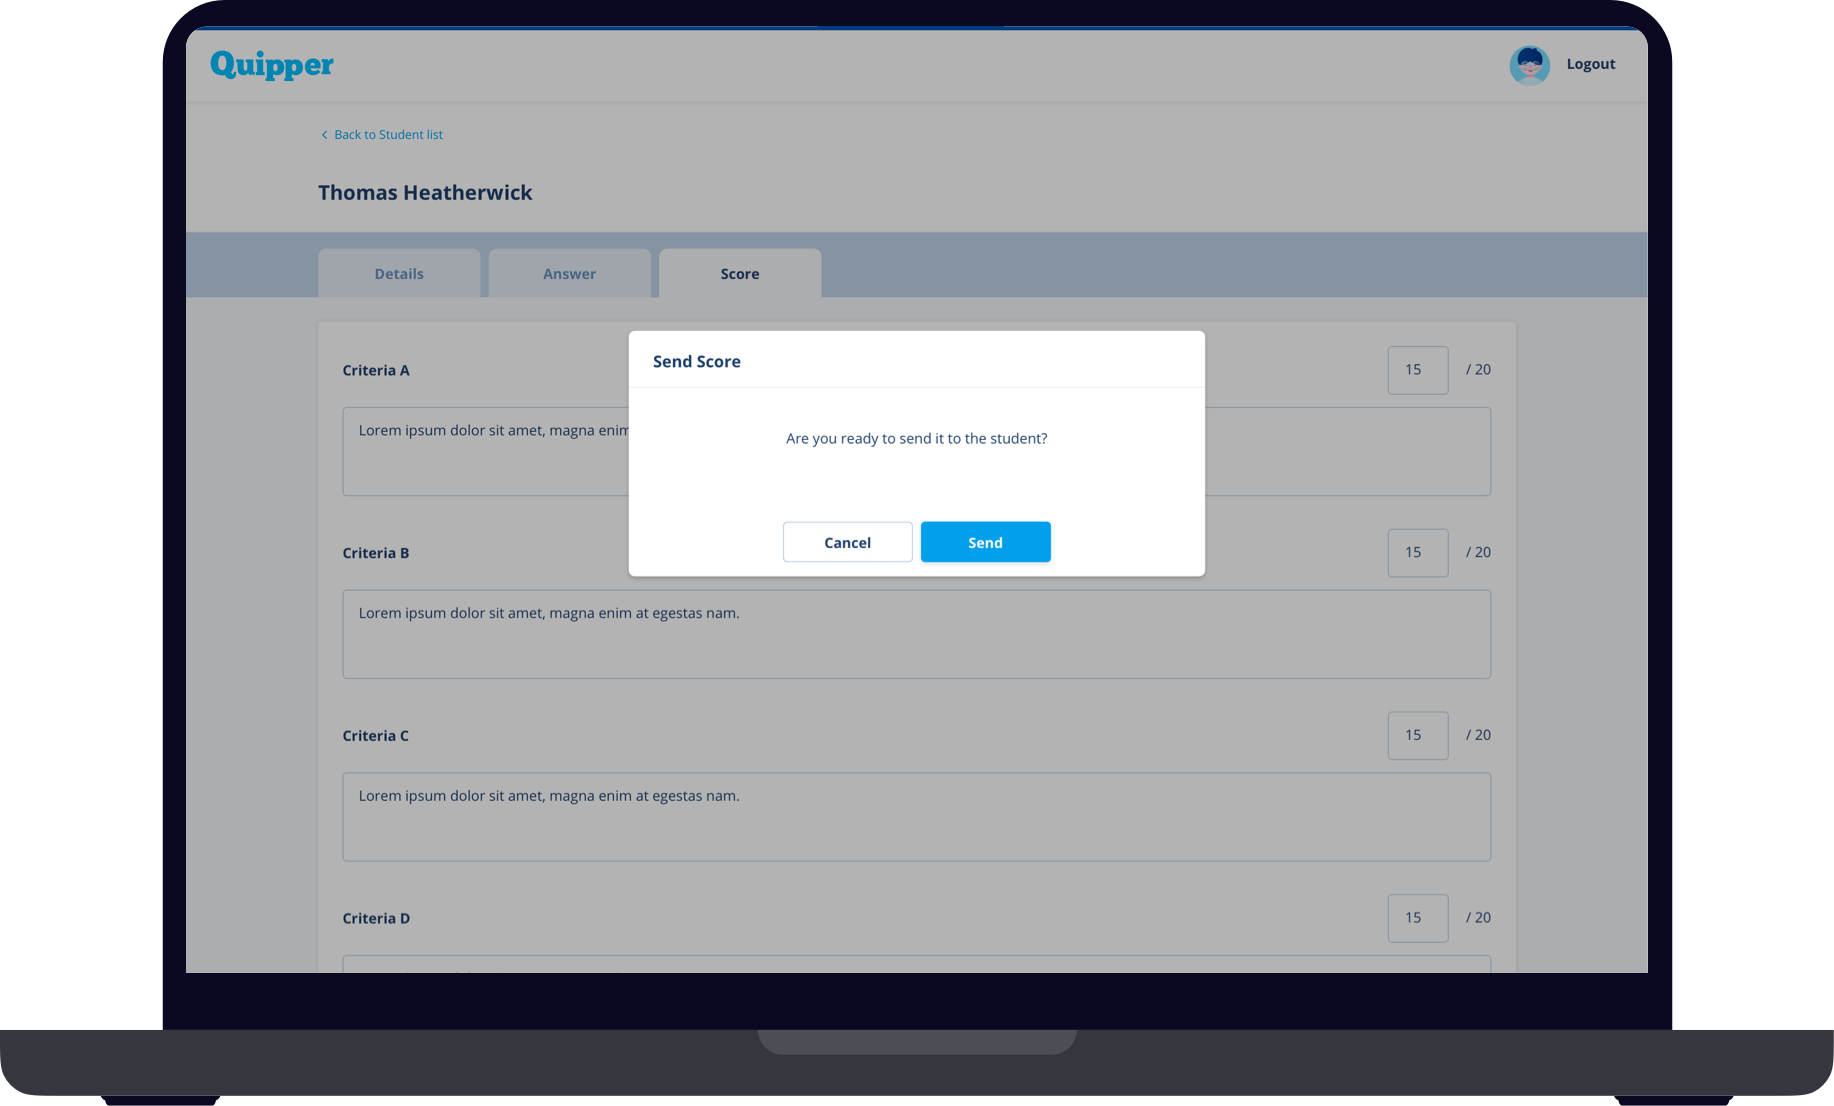 Quipper
Logout
Back to Student list
Thomas Heatherwick
Details
Answer
Score
Criteria A
15 / 20
Lorem ipsum dolor sit amet, magna enim
Send Score
Are you ready to send it to the student?
Cancel
Send
Criteria B
15 / 20
Lorem ipsum dolor sit amet, magna enim at egestas nam.
Criteria C
15 / 20
Lorem ipsum dolor sit amet, magna enim at egestas nam.
Criteria D
15 / 20